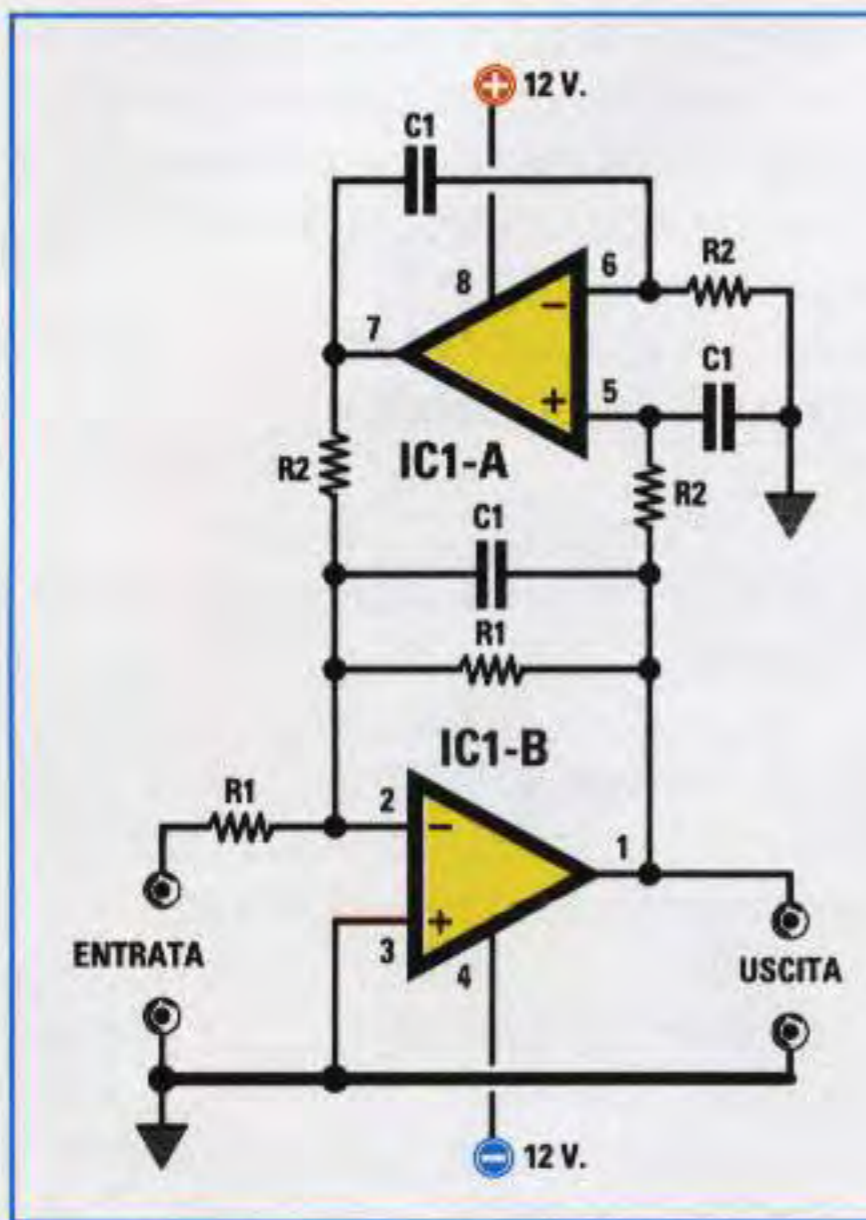 + 12 V.
C1
R2
8
6
−
C1
7
5
+
IC1-A
R2
R2
C1
R1
IC1-B
R1
2
−
1
+
3
4
ENTRATA
USCITA
− 12 V.